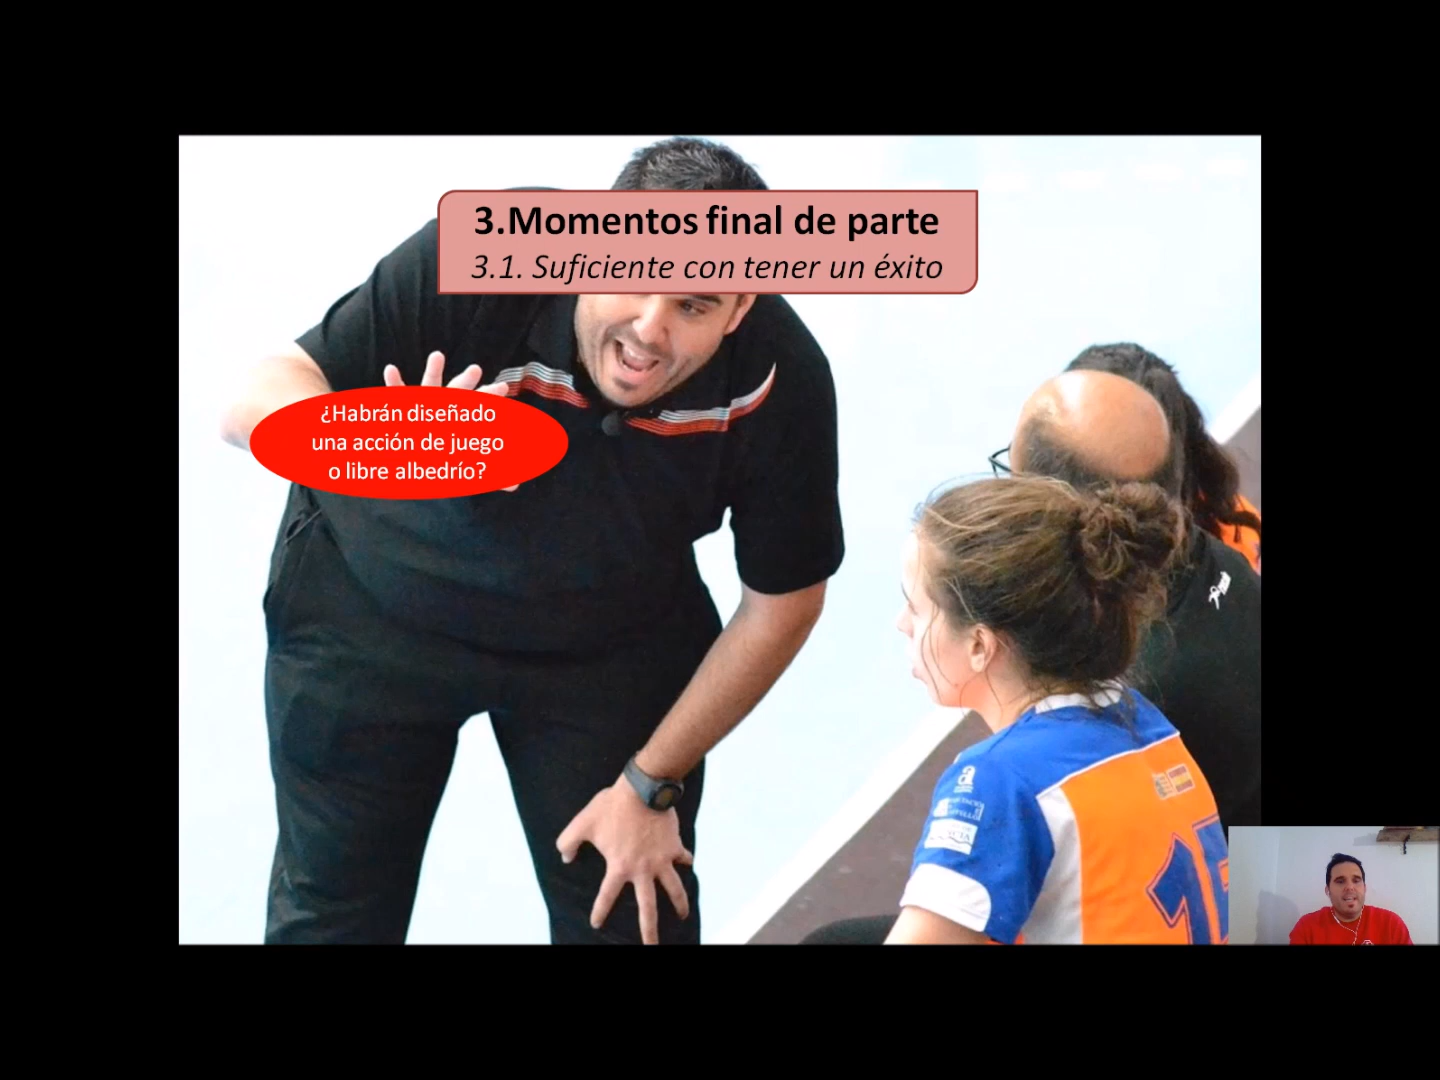 3.Momentos final de parte
3.1. Suficiente con tener un éxito
¿Habrán diseñado
una acción de juego
o libre albedrío?